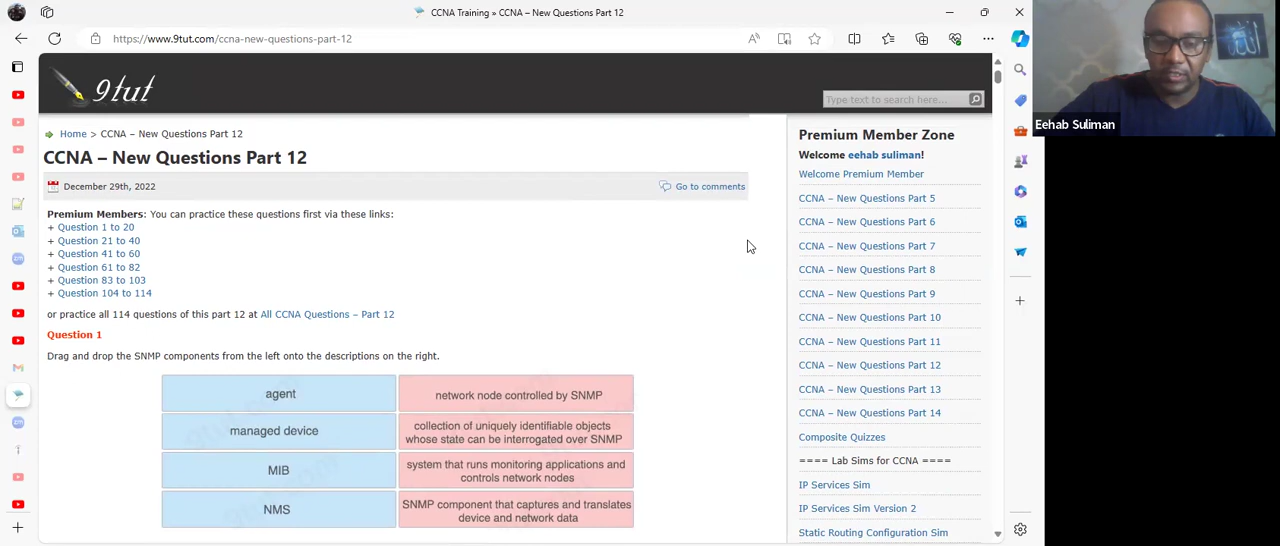 CCNA Training » CCNA – New Questions Part 12
https://www.9tut.com/ccna-new-questions-part-12
9tut
Type text to search here...
Home > CCNA – New Questions Part 12
CCNA – New Questions Part 12
December 29th, 2022
Go to comments
Premium Members: You can practice these questions first via these links:
+ Question 1 to 20
+ Question 21 to 40
+ Question 41 to 60
+ Question 61 to 82
+ Question 83 to 103
+ Question 104 to 114
or practice all 114 questions of this part 12 at All CCNA Questions – Part 12
Question 1
Drag and drop the SNMP components from the left onto the descriptions on the right.
agent
network node controlled by SNMP
managed device
collection of uniquely identifiable objects
whose state can be interrogated over SNMP
MIB
system that runs monitoring applications and
controls network nodes
NMS
SNMP component that captures and translates
device and network data
Premium Member Zone
Welcome eehab suliman!
Welcome Premium Member
CCNA – New Questions Part 5
CCNA – New Questions Part 6
CCNA – New Questions Part 7
CCNA – New Questions Part 8
CCNA – New Questions Part 9
CCNA – New Questions Part 10
CCNA – New Questions Part 11
CCNA – New Questions Part 12
CCNA – New Questions Part 13
CCNA – New Questions Part 14
Composite Quizzes
==== Lab Sims for CCNA ====
IP Services Sim
IP Services Sim Version 2
Static Routing Configuration Sim
Eehab Suliman